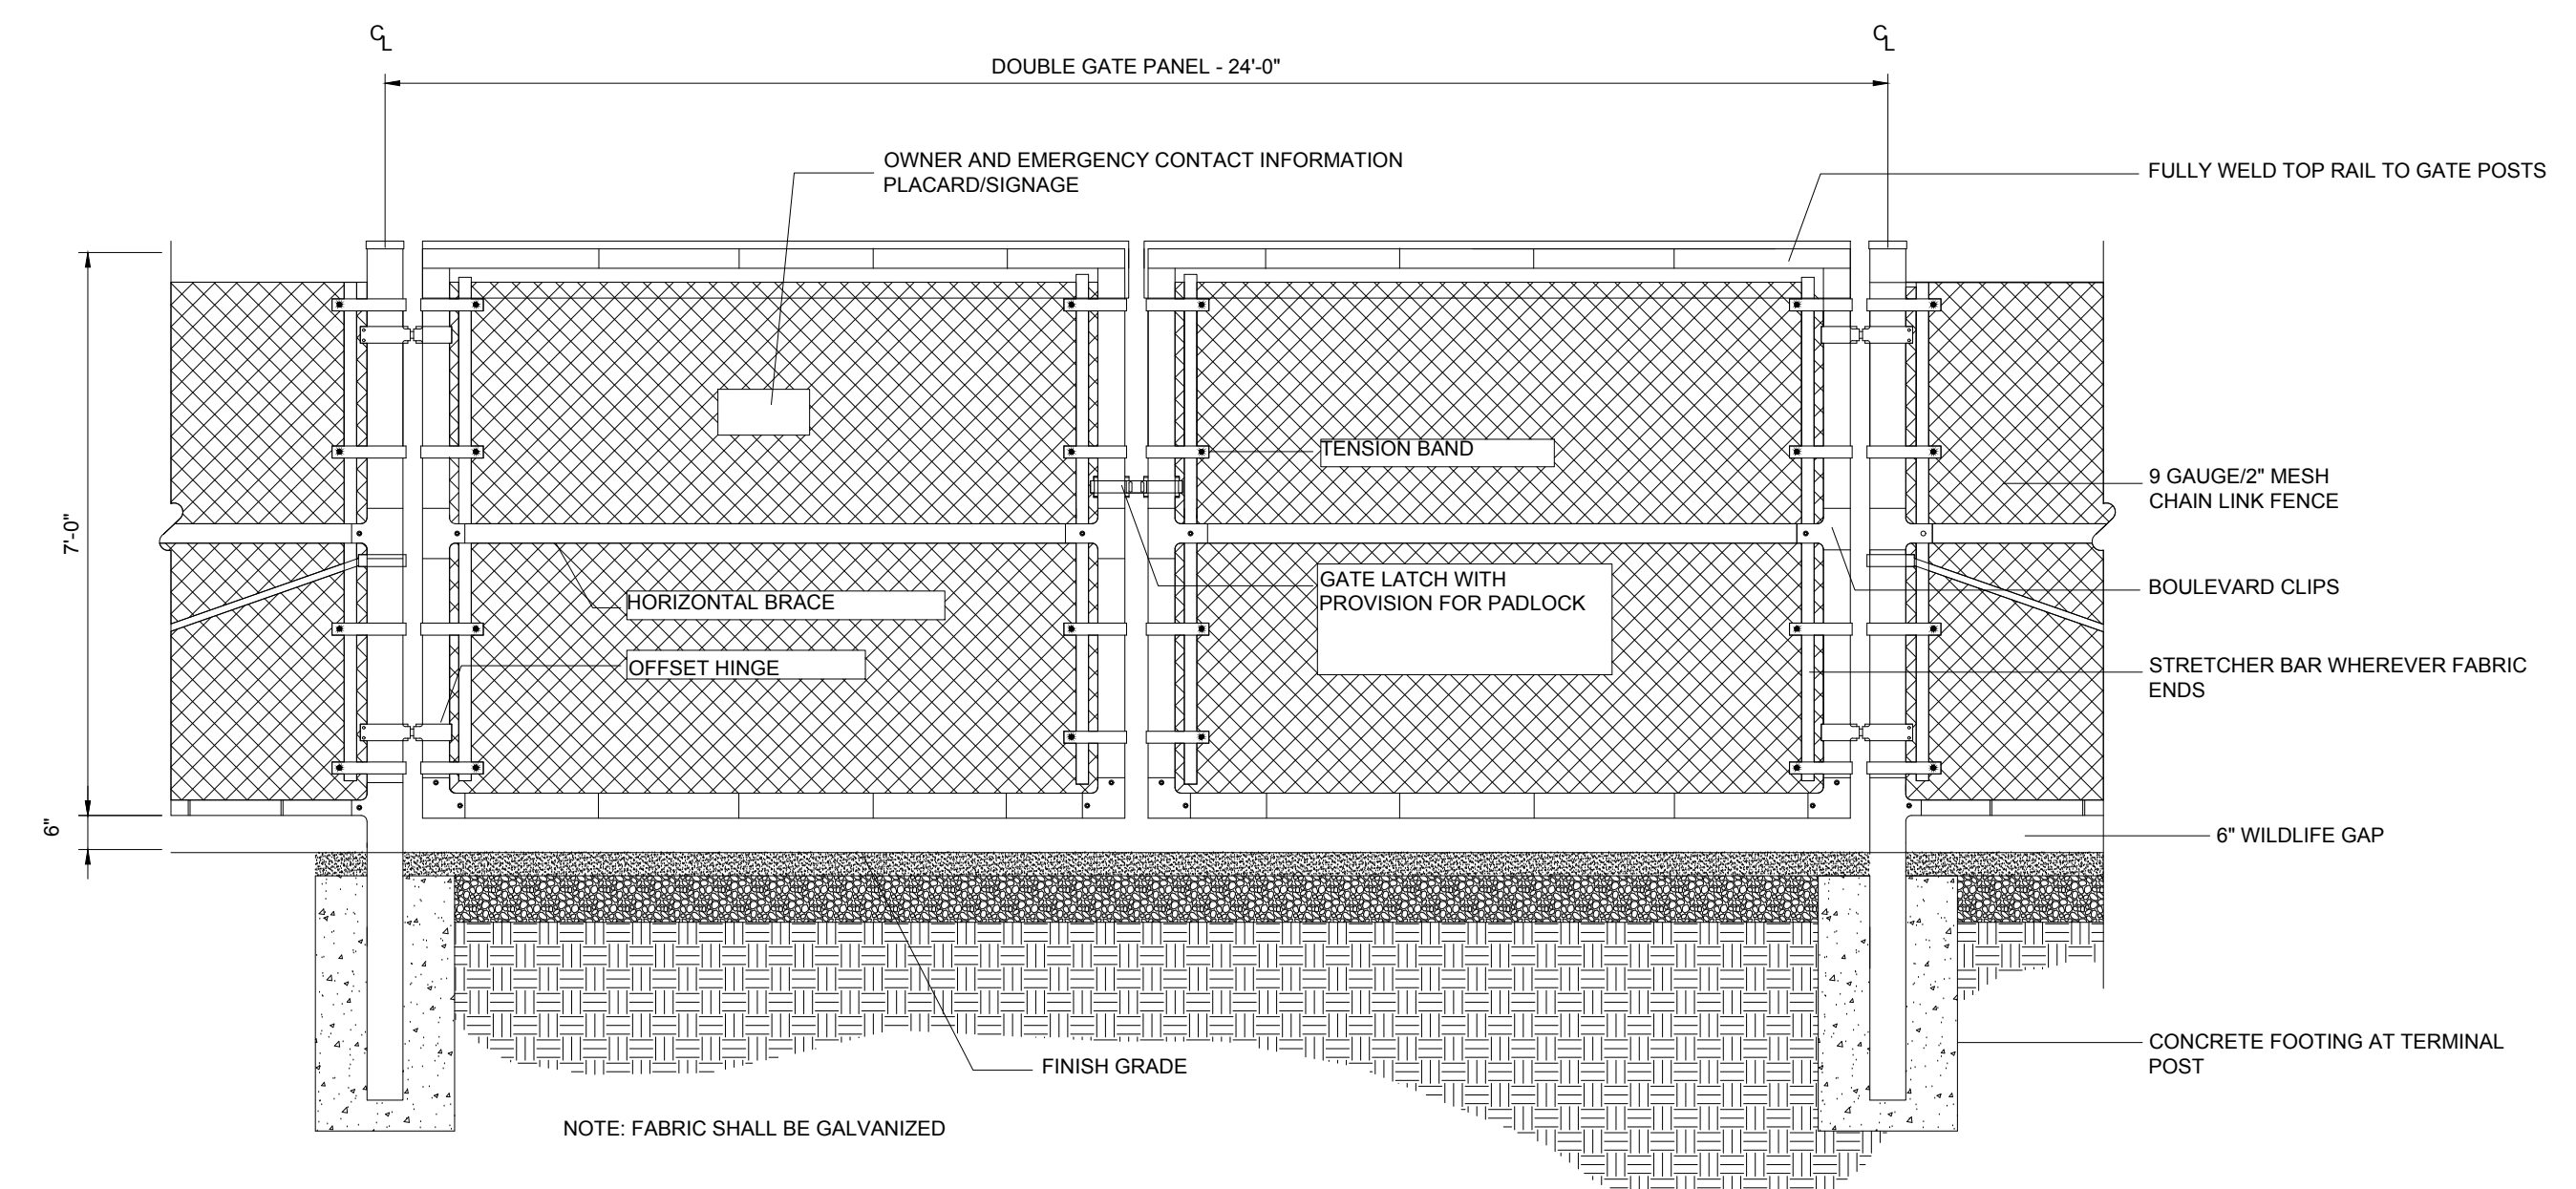 ℄ ℄
DOUBLE GATE PANEL - 24'-0"
OWNER AND EMERGENCY CONTACT INFORMATION
PLACARD/SIGNAGE
FULLY WELD TOP RAIL TO GATE POSTS
TENSION BAND
9 GAUGE/2" MESH
CHAIN LINK FENCE
7'-0"
GATE LATCH WITH
PROVISION FOR PADLOCK
BOULEVARD CLIPS
HORIZONTAL BRACE
OFFSET HINGE
STRETCHER BAR WHEREVER FABRIC
ENDS
6"
6" WILDLIFE GAP
CONCRETE FOOTING AT TERMINAL
POST
FINISH GRADE
NOTE: FABRIC SHALL BE GALVANIZED